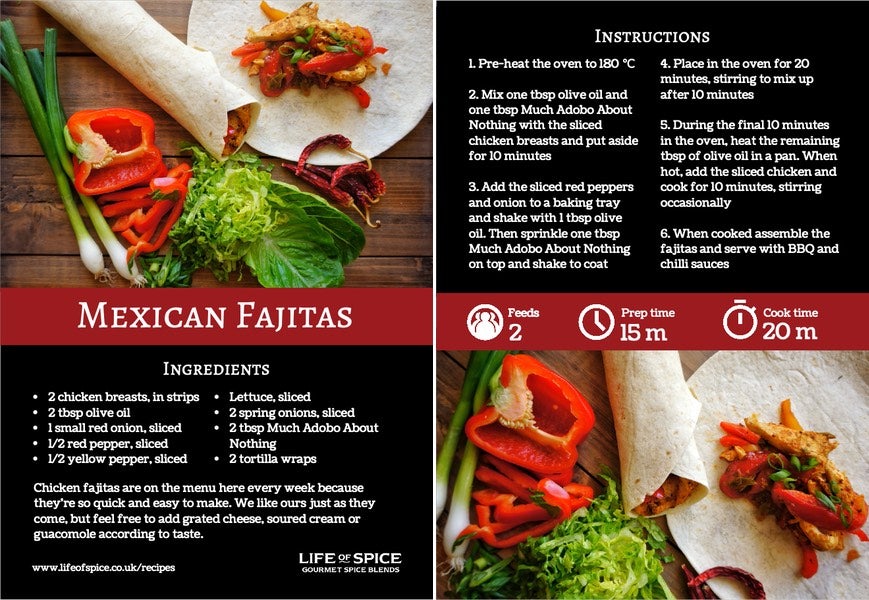 MEXICAN FAJITAS
INGREDIENTS
• 2 chicken breasts, in strips
• 2 tbsp olive oil
• 1 small red onion, sliced
• 1/2 red pepper, sliced
• 1/2 yellow pepper, sliced
• Lettuce, sliced
• 2 spring onions, sliced
• 2 tbsp Much Adobo About
Nothing
• 2 tortilla wraps
Chicken fajitas are on the menu here every week because
they're so quick and easy to make. We like ours just as they
come, but feel free to add grated cheese, soured cream or
guacomole according to taste.
www.lifeofspice.co.uk/recipes
LIFE OF SPICE
GOURMET SPICE BLENDS
INSTRUCTIONS
1. Pre-heat the oven to 180 °C
2. Mix one tbsp olive oil and
one tbsp Much Adobo About
Nothing with the sliced
chicken breasts and put aside
for 10 minutes
3. Add the sliced red peppers
and onion to a baking tray
and shake with 1 tbsp olive
oil. Then sprinkle one tbsp
Much Adobo About Nothing
on top and shake to coat
4. Place in the oven for 20
minutes, stirring to mix up
after 10 minutes
5. During the final 10 minutes
in the oven, heat the remaining
tbsp of olive oil in a pan. When
hot, add the sliced chicken and
cook for 10 minutes, stirring
occasionally
6. When cooked assemble the
fajitas and serve with BBQ and
chilli sauces
Feeds
2
Prep time
15 m
Cook time
20 m